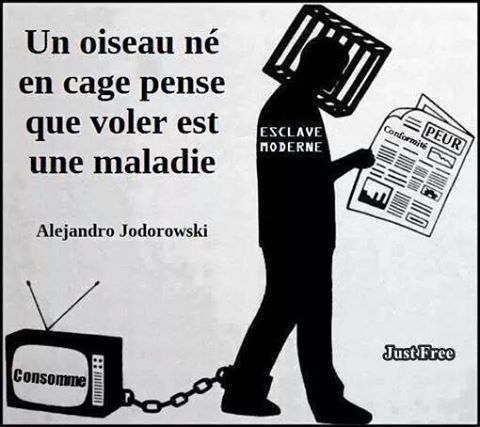 Un oiseau né
en cage pense
que voler est
une maladie
Alejandro Jodorowski
ESCLAVE
MODERNE
PEUR
Conformité
Consomme
Just Free